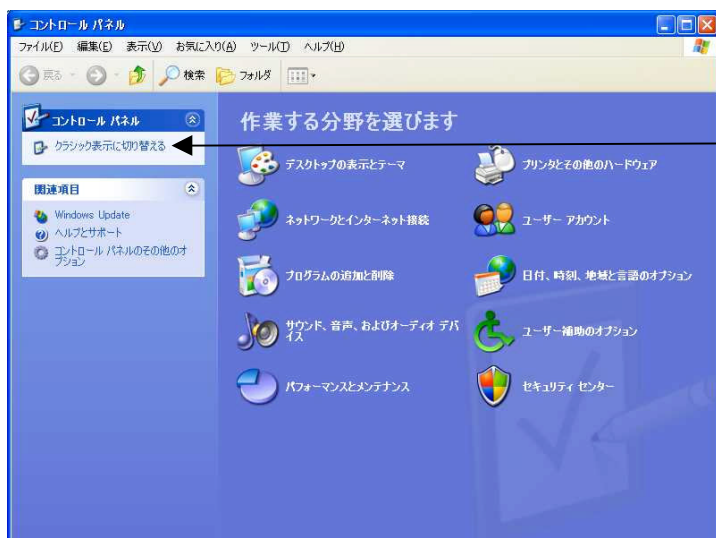 コントロール パネル
ファイル(F) 編集(E) 表示(V) お気に入り(A) ツール(T) ヘルプ(H)
戻る 検索 フォルダ
コントロール パネル
クラシック表示に切り替える
関連項目
Windows Update
ヘルプとサポート
コントロール パネルのその他のオ
プション
作業する分野を選びます
デスクトップの表示とテーマ
プリンタとその他のハードウェア
ネットワークとインターネット接続
ユーザー アカウント
プログラムの追加と削除
日付、時刻、地域と言語のオプション
サウンド、音声、およびオーディオ デバ
イス
ユーザー補助のオプション
パフォーマンスとメンテナンス
セキュリティ センター